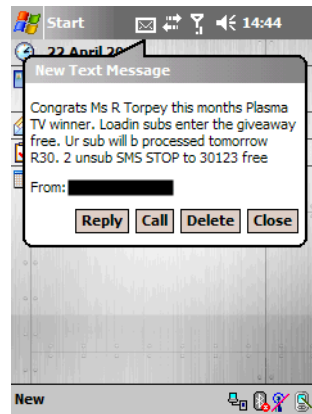 Start 14:44
22 April 20
New Text Message
Congrats Ms R Torpey this months Plasma
TV winner. Loadin subs enter the giveaway
free. Ur sub will b processed tomorrow
R30. 2 unsub SMS STOP to 30123 free
From:
Reply Call Delete Close
New